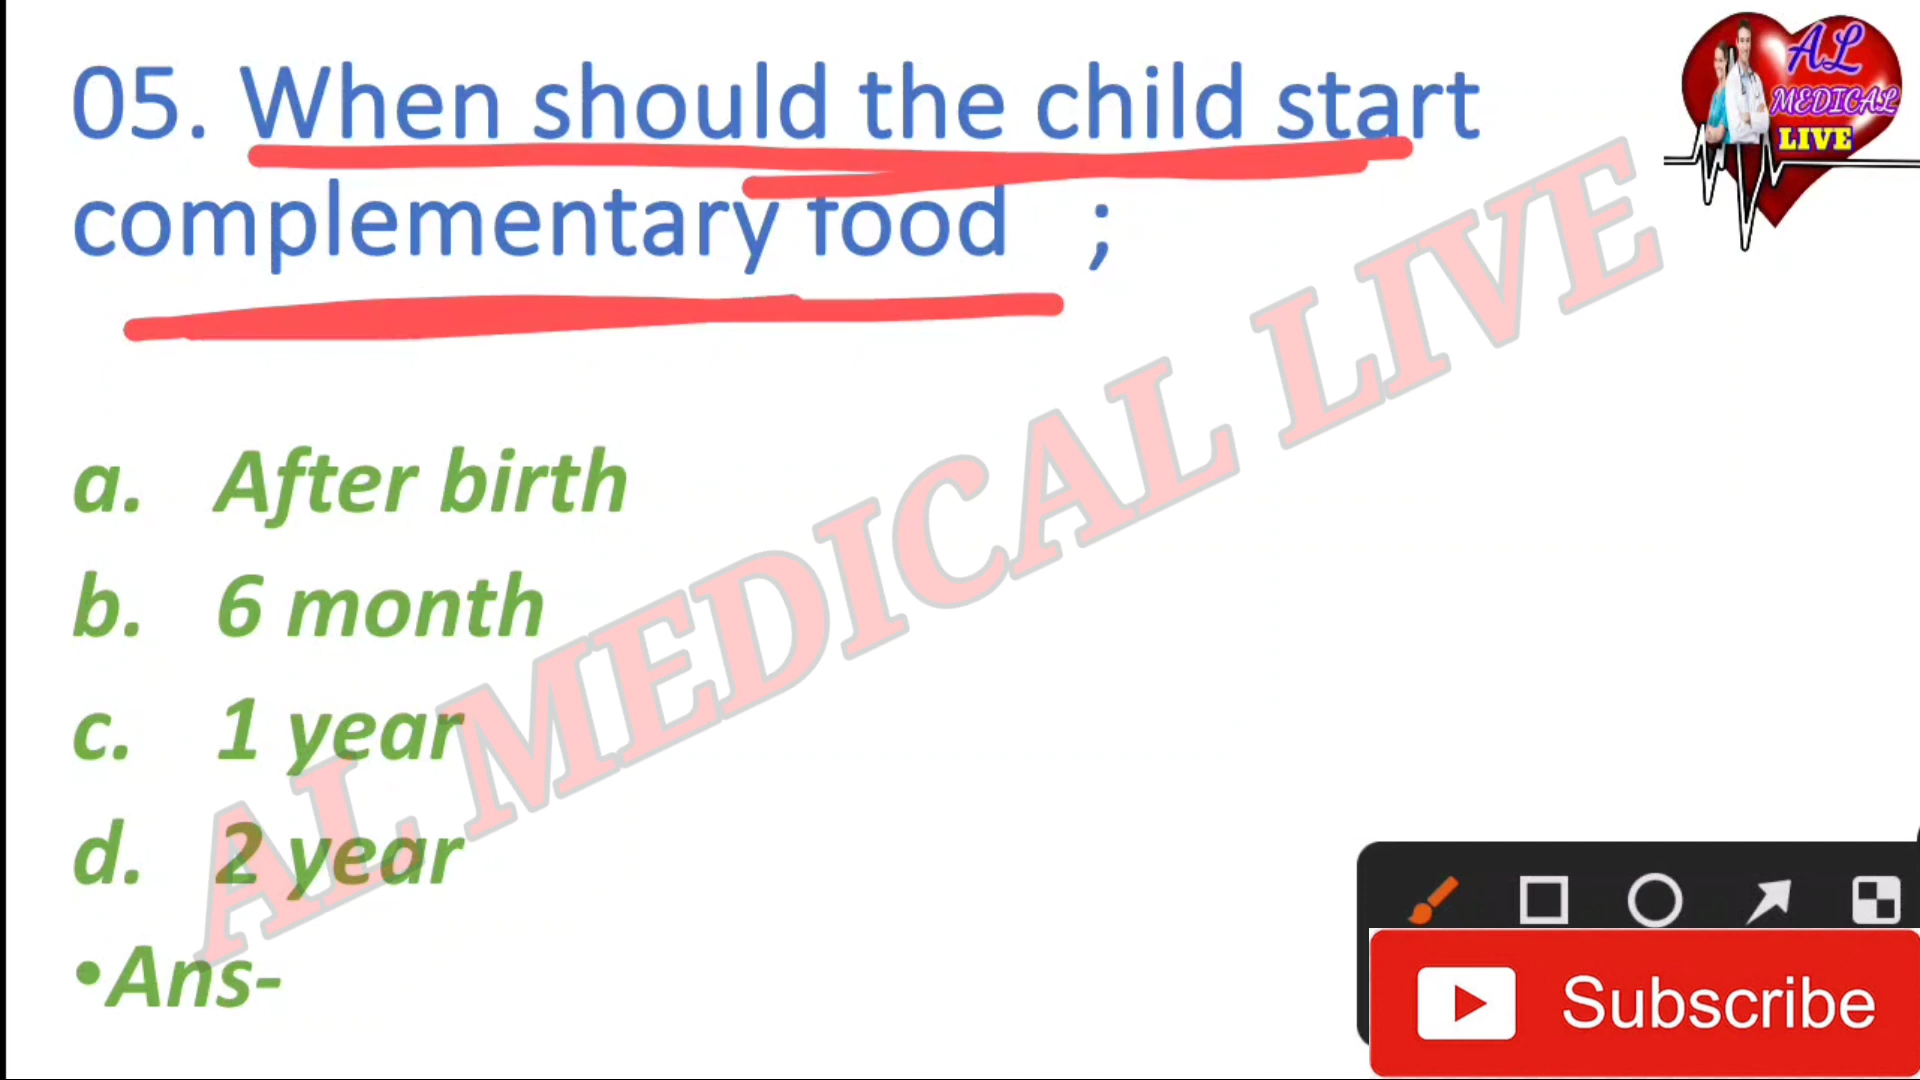 05. When should the child start
complementary food ;
a. After birth
b. 6 month
c. 1 year
d. 2 year
•Ans-
AL MEDICAL LIVE
AL
MEDICAL
LIVE
Subscribe